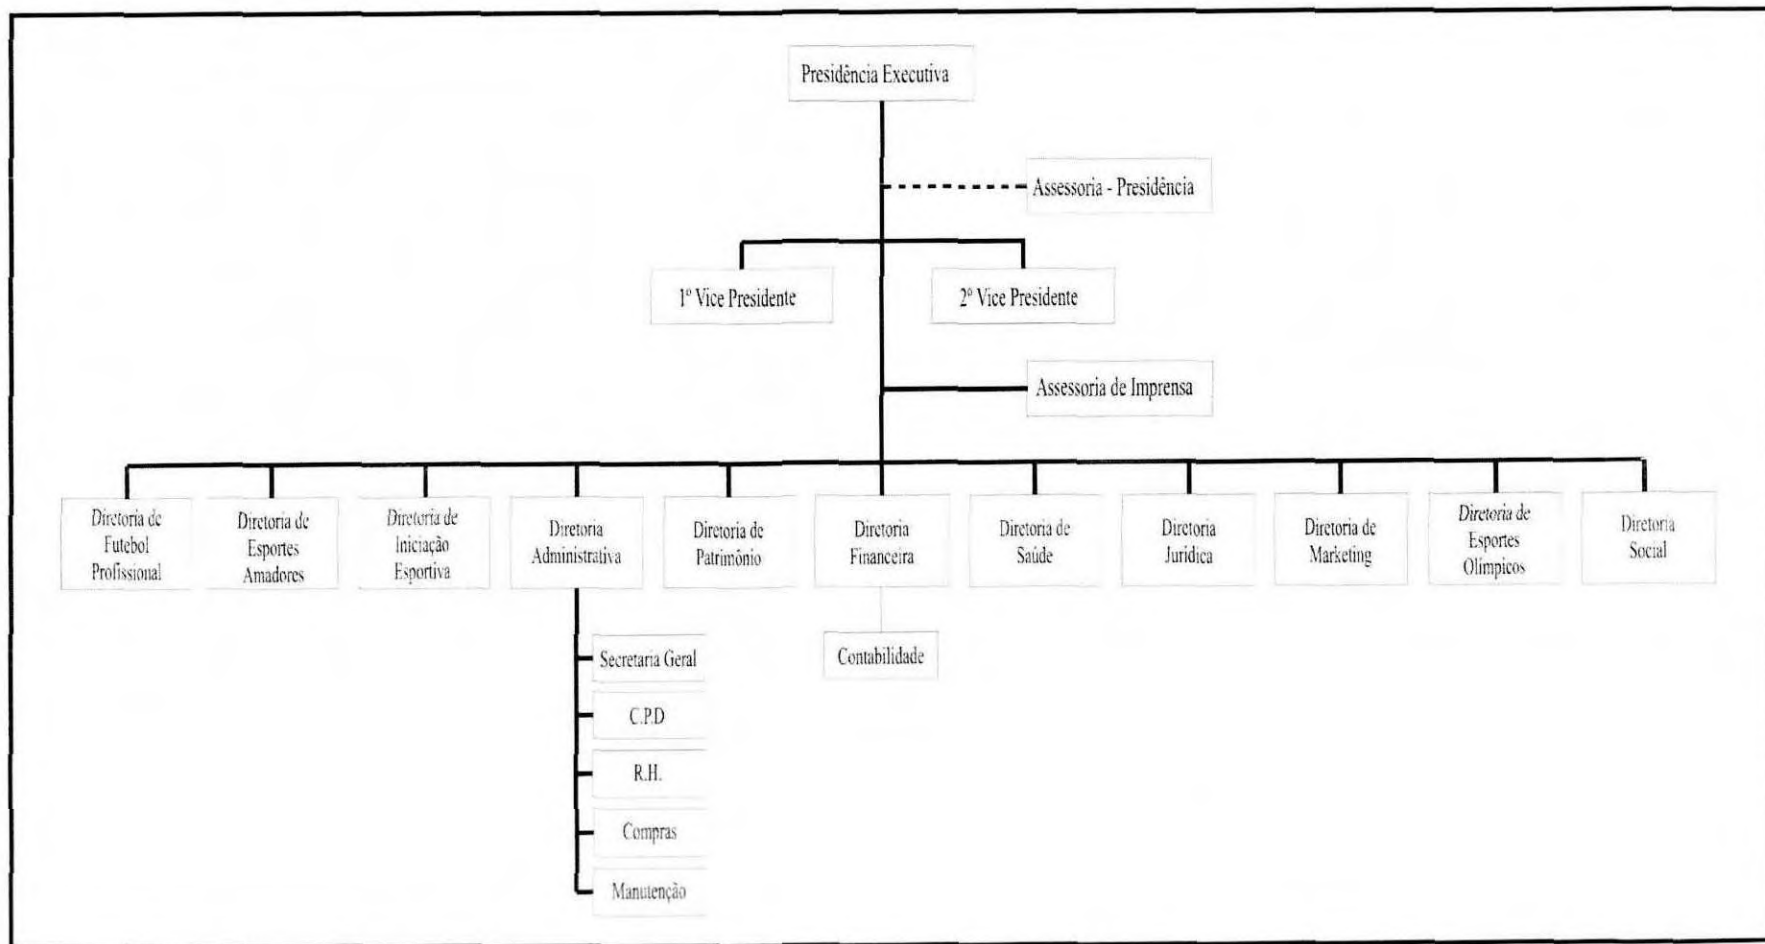 Presidência Executiva
Assessoria - Presidência
1º Vice Presidente
2º Vice Presidente
Assessoria de Imprensa
Diretoria de
Futebol
Profissional
Diretoria de
Esportes
Amadores
Diretoria de
Iniciação
Esportiva
Diretoria
Administrativa
Diretoria de
Patrimônio
Diretoria
Financeira
Diretoria de
Saúde
Diretoria
Jurídica
Diretoria de
Marketing
Diretoria de
Esportes
Olímpicos
Diretoria
Social
Secretaria Geral
C.P.D
R.H.
Compras
Manutenção
Contabilidade